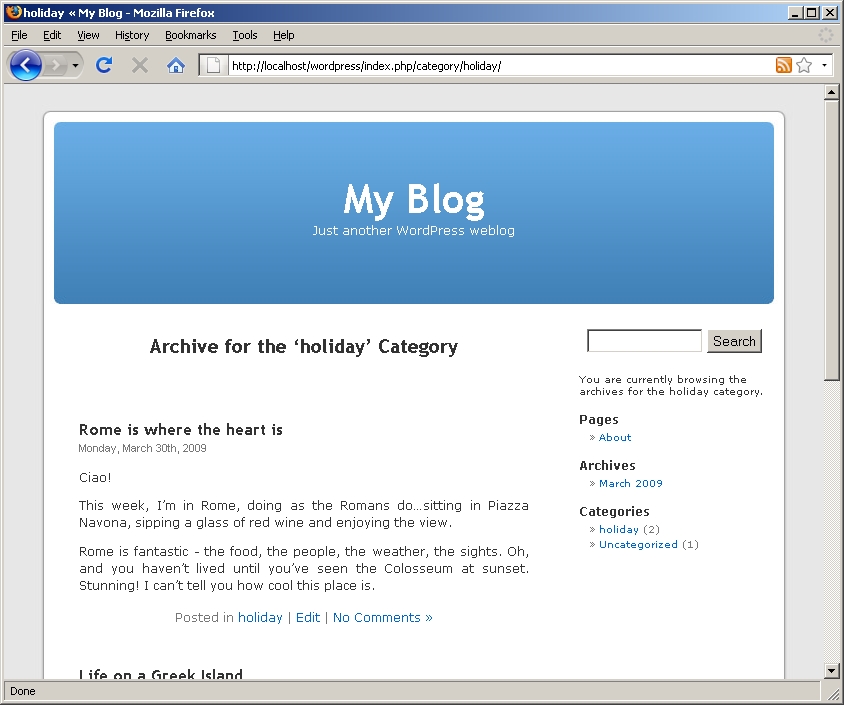 holiday « My Blog - Mozilla Firefox
File Edit View History Bookmarks Tools Help
http://localhost/wordpress/index.php/category/holiday/
My Blog
Just another WordPress weblog
Archive for the ‘holiday’ Category
Search
You are currently browsing the
archives for the holiday category.
Pages
» About
Archives
» March 2009
Categories
» holiday (2)
» Uncategorized (1)
Rome is where the heart is
Monday, March 30th, 2009
Ciao!
This week, I’m in Rome, doing as the Romans do…sitting in Piazza
Navona, sipping a glass of red wine and enjoying the view.
Rome is fantastic - the food, the people, the weather, the sights. Oh,
and you haven’t lived until you’ve seen the Colosseum at sunset.
Stunning! I can’t tell you how cool this place is.
Posted in holiday | Edit | No Comments »
Life on a Greek Island
Done